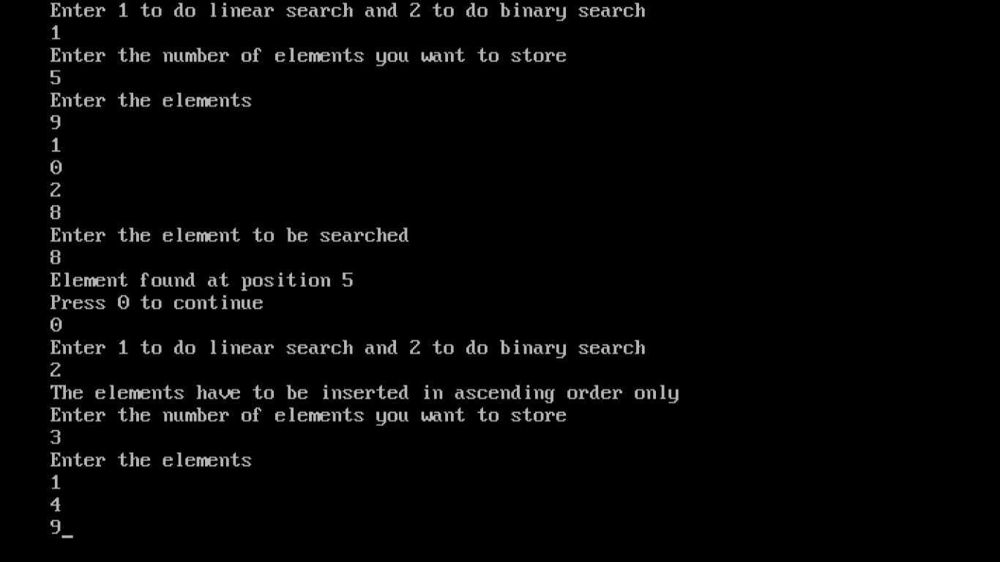 Enter 1 to do linear search and 2 to do binary search
1
Enter the number of elements you want to store
5
Enter the elements
9
1
0
2
8
Enter the element to be searched
8
Element found at position 5
Press 0 to continue
0
Enter 1 to do linear search and 2 to do binary search
2
The elements have to be inserted in ascending order only
Enter the number of elements you want to store
3
Enter the elements
1
4
9_